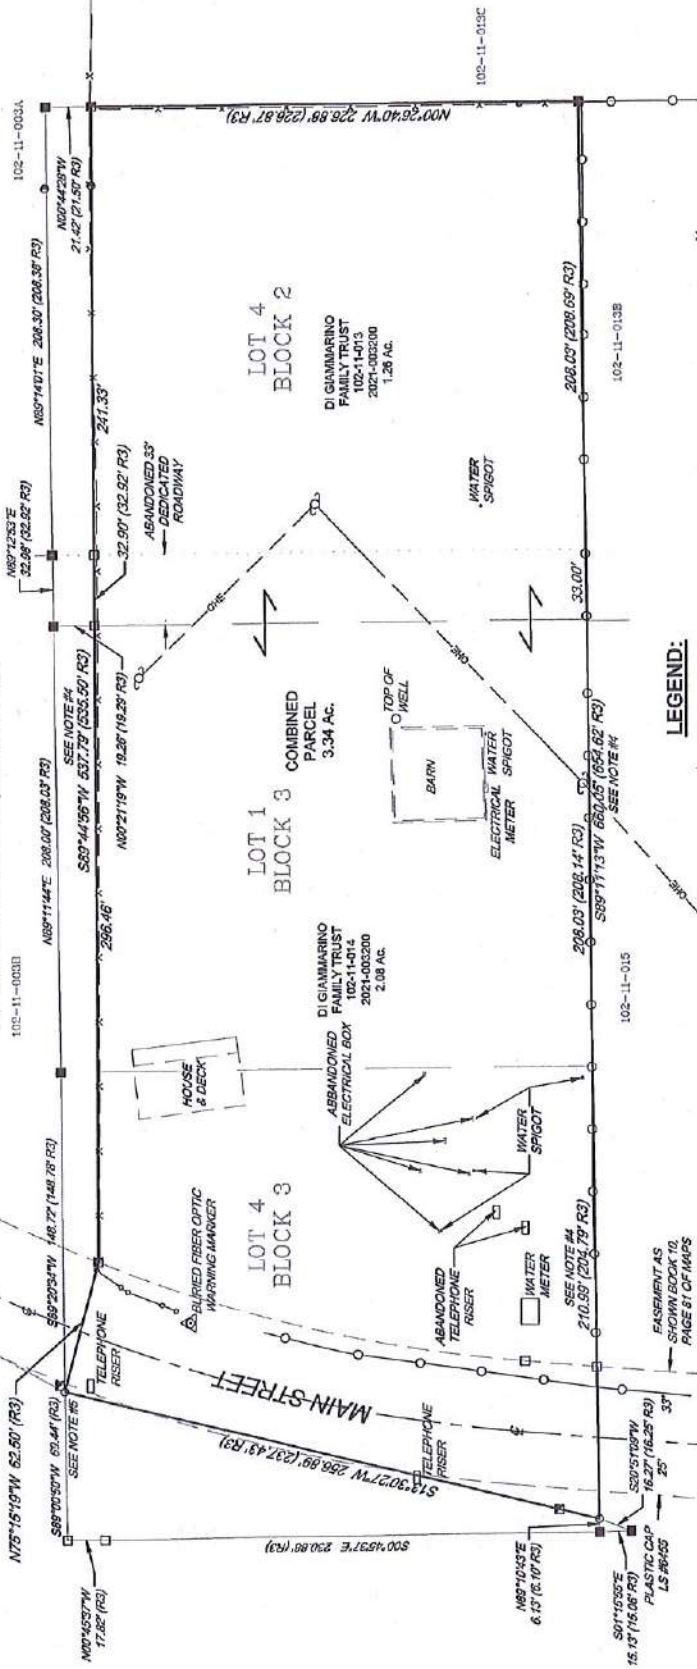 102-11-003A
102-11-013C
N00°44'28"W
21.42' (21.50' R3)
N89°14'01"E 208.30' (208.38' R3)
N00°26'40"W 226.88' (226.87' R3)
LOT 4
BLOCK 2
DI GIAMMARINO
FAMILY TRUST
102-11-013
2021-003200
1.26 Ac.
208.03' (208.69' R3)
102-11-013B
241.33'
N89°12'53"E
32.98' (32.92' R3)
32.90' (32.92' R3)
ABANDONED 33'
DEDICATED
ROADWAY
WATER
SPIGOT
33.00'
OHE
OHE
OHE
SEE NOTE #4
S89°44'56"W 537.79' (535.50' R3)
N00°21'19"W 19.26' (19.29' R3)
COMBINED
PARCEL
3.34 Ac.
TOP OF
WELL
BARN
ELECTRICAL
METER
WATER
SPIGOT
LEGEND:
102-11-003B
N89°11'44"E 208.00' (208.03' R3)
296.46'
LOT 1
BLOCK 3
DI GIAMMARINO
FAMILY TRUST
102-11-014
2021-003200
2.08 Ac.
208.03' (208.14' R3)
S89°11'13"W 660.05' (654.62' R3)
SEE NOTE #4
102-11-015
HOUSE
& DECK
ABBANDONED
ELECTRICAL BOX
WATER
SPIGOT
LOT 4
BLOCK 3
S89°20'34"W 148.72' (148.78' R3)
BURIED FIBER OPTIC
WARNING MARKER
ABANDONED
TELEPHONE
RISER
WATER
METER
SEE NOTE #4
210.99' (204.79' R3)
EASEMENT AS
SHOWN BOOK 10,
PAGE 81 OF MAPS
N75°15'19"W 62.50' (R3)
S89°00'50"W 69.44' (R3)
SEE NOTE #5
TELEPHONE
RISER
MAIN STREET
TELEPHONE
RISER
S13°30'27"W 256.89' (237.43' R3)
33'
25'
S20°51'09"W
16.27' (16.25' R3)
N00°45'37"W
17.82' (R3)
S00°45'37"E 230.88' (R3)
N89°10'43"E
6.13' (6.10' R3)
S01°15'55"E
15.13' (15.06' R3)
PLASTIC CAP
LS #6455